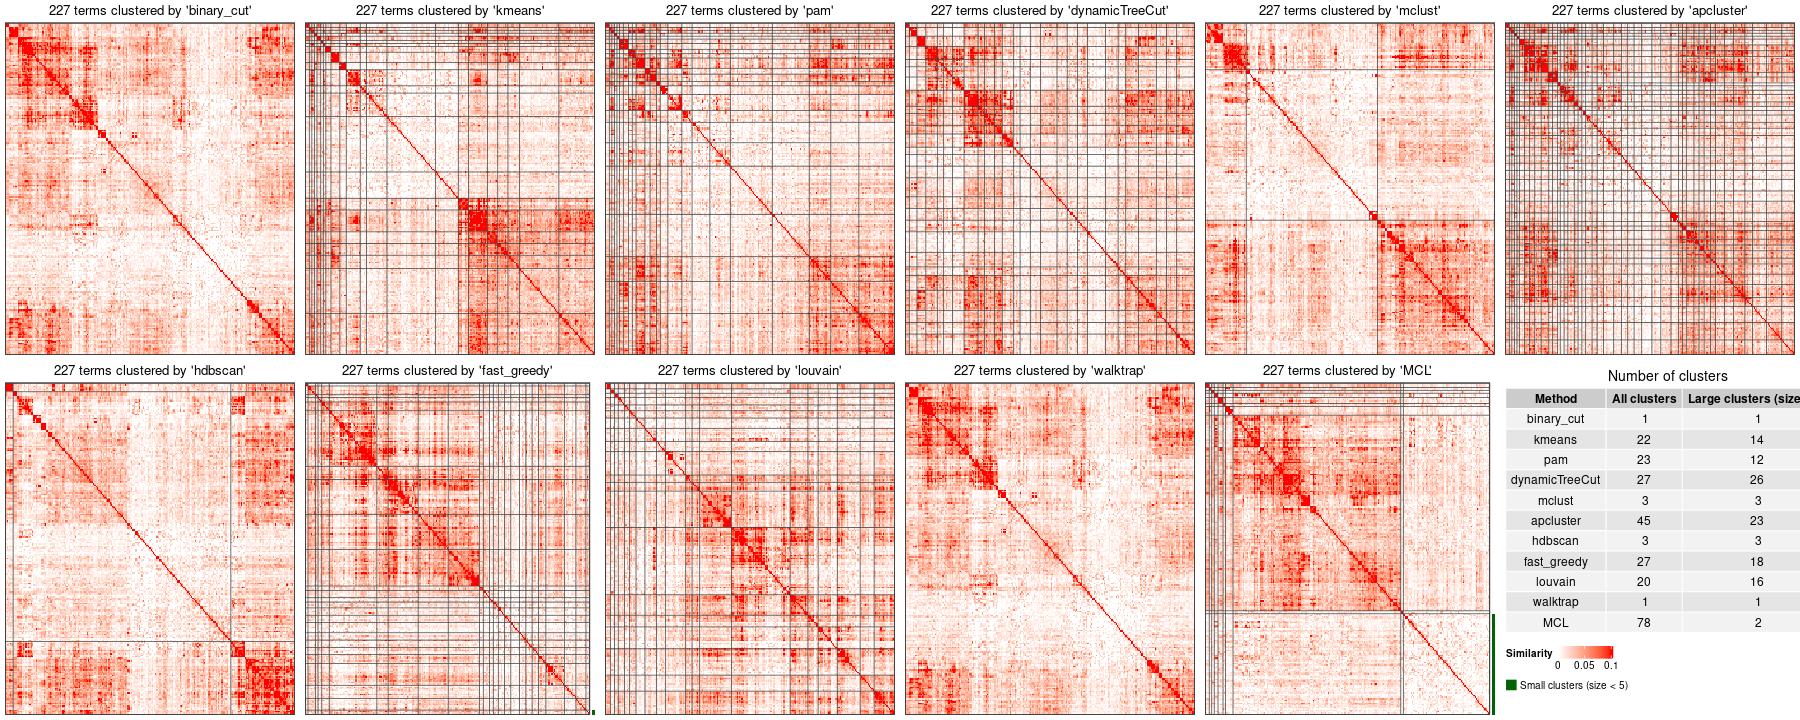 227 terms clustered by 'binary_cut'
227 terms clustered by 'kmeans'
227 terms clustered by 'pam'
227 terms clustered by 'dynamicTreeCut'
227 terms clustered by 'mclust'
227 terms clustered by 'apcluster'
227 terms clustered by 'hdbscan'
227 terms clustered by 'fast_greedy'
227 terms clustered by 'louvain'
227 terms clustered by 'walktrap'
227 terms clustered by 'MCL'
Number of clusters
Method All clusters Large clusters (size
binary_cut 1 1
kmeans 22 14
pam 23 12
dynamicTreeCut 27 26
mclust 3 3
apcluster 45 23
hdbscan 3 3
fast_greedy 27 18
louvain 20 16
walktrap 1 1
MCL 78 2
Similarity
0 0.05 0.1
Small clusters (size < 5)